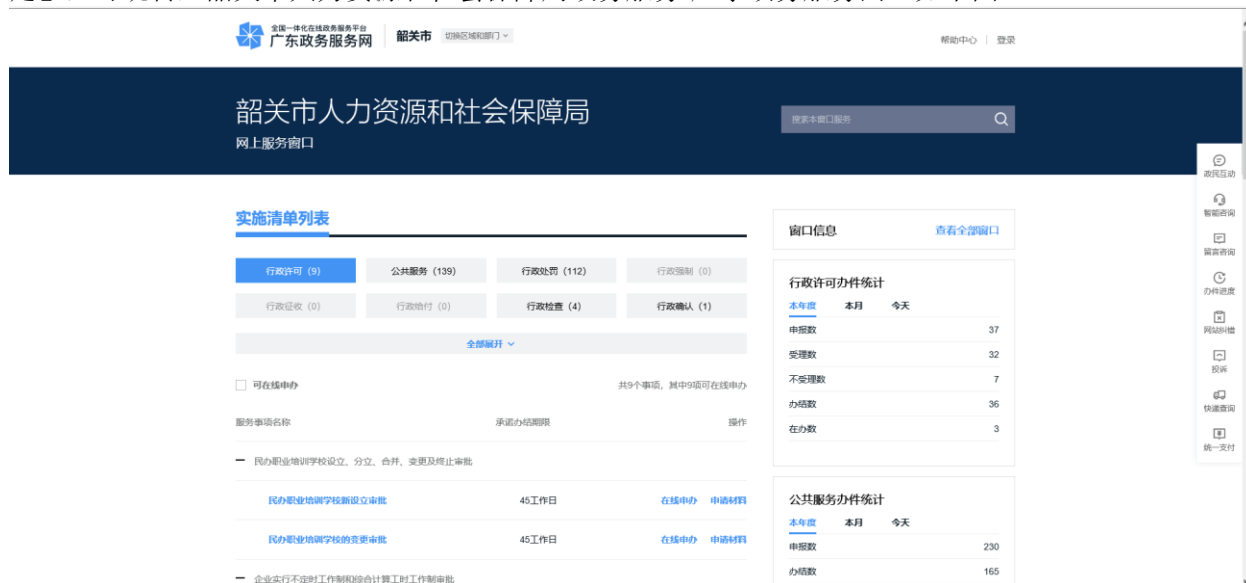 全国一体化在线政务服务平台
广东政务服务网
韶关市 切换区域和部门
帮助中心 | 登录
韶关市人力资源和社会保障局
网上服务窗口
搜索本窗口服务
政民互动
智能咨询
留言咨询
办件进度
网站纠错
投诉
快递查询
统一支付
实施清单列表
行政许可 (9) 公共服务 (139) 行政处罚 (112) 行政强制 (0)
行政征收 (0) 行政给付 (0) 行政检查 (4) 行政确认 (1)
全部展开
可在线申办 共9个事项, 其中9项可在线申办
服务事项名称 承诺办结期限 操作
民办职业培训学校设立、分立、合并、变更及终止审批
民办职业培训学校新设立审批 45工作日 在线申办 申请材料
民办职业培训学校的变更审批 45工作日 在线申办 申请材料
企业实行不定时工作制和综合计算工时工作制审批
窗口信息 查看全部窗口
行政许可办件统计
本年度 本月 今天
申报数 37
受理数 32
不受理数 7
办结数 36
在办数 3
公共服务办件统计
本年度 本月 今天
申报数 230
办结数 165